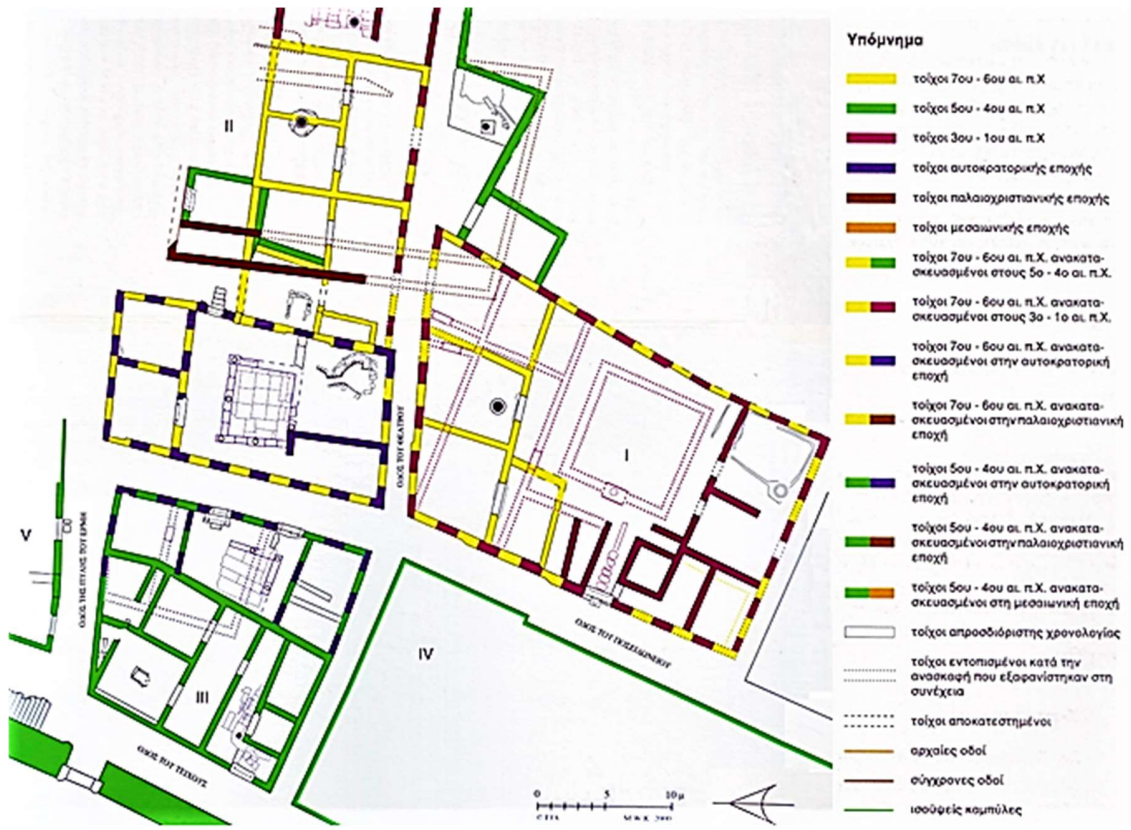 Υπόμνημα
τοίχοι 7ου - 6ου αι. π.Χ
τοίχοι 5ου - 4ου αι. π.Χ
τοίχοι 3ου - 1ου αι. π.Χ
τοίχοι αυτοκρατορικής εποχής
τοίχοι παλαιοχριστιανικής εποχής
τοίχοι μεσαιωνικής εποχής
τοίχοι 7ου - 6ου αι. π.Χ. ανακατα-
σκευασμένοι στους 5ο - 4ο αι. π.Χ.
τοίχοι 7ου - 6ου αι. π.Χ. ανακατα-
σκευασμένοι στους 3ο - 1ο αι. π.Χ.
τοίχοι 7ου - 6ου αι. π.Χ. ανακατα-
σκευασμένοι στην αυτοκρατορική
εποχή
τοίχοι 7ου - 6ου αι. π.Χ. ανακατα-
σκευασμένοι στην παλαιοχριστιανική
εποχή
τοίχοι 5ου - 4ου αι. π.Χ. ανακατα-
σκευασμένοι στην αυτοκρατορική
εποχή
τοίχοι 5ου - 4ου αι. π.Χ. ανακατα-
σκευασμένοι στην παλαιοχριστιανική
εποχή
τοίχοι 5ου - 4ου αι. π.Χ. ανακατα-
σκευασμένοι στη μεσαιωνική εποχή
τοίχοι απροσδιόριστης χρονολογίας
τοίχοι εντοπισμένοι κατά την
ανασκαφή που εξαφανίστηκαν στη
συνέχεια
τοίχοι αποκατεστημένοι
αρχαίες οδοί
σύγχρονες οδοί
ισοϋψείς καμπύλες
II
I
V
III
IV
ΟΔΟΣ ΤΟΥ ΘΕΑΤΡΟΥ
ΟΔΟΣ ΤΗΣ ΠΥΛΗΣ ΤΟΥ ΕΡΜΗ
ΟΔΟΣ ΤΟΥ ΠΟΣΕΙΔΩΝΙΟΥ
ΟΔΟΣ ΤΟΥ ΤΕΙΧΟΥΣ
0 5 10μ